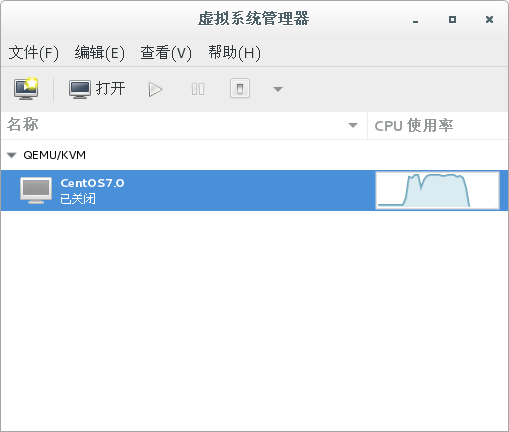 虚拟系统管理器
文件(F) 编辑(E) 查看(V) 帮助(H)
打开
名称 CPU 使用率
QEMU/KVM
CentOS7.0
已关闭